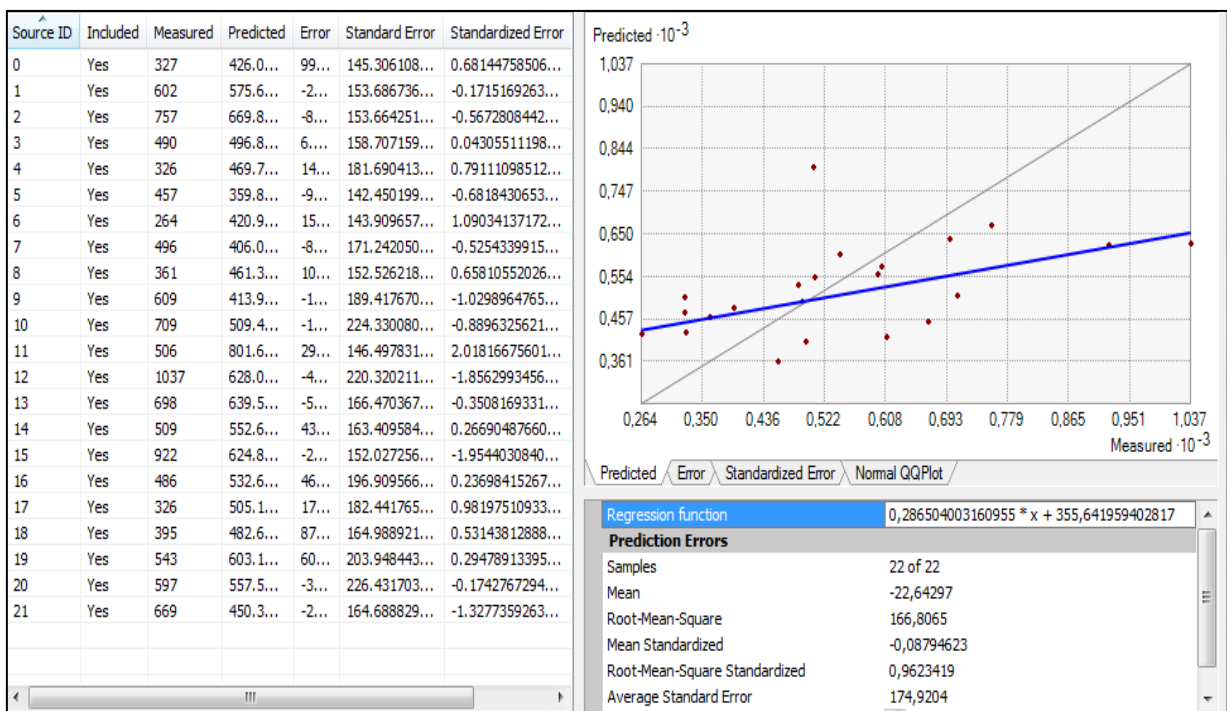 Source ID Included Measured Predicted Error Standard Error Standardized Error
0 Yes 327 426.0... 99... 145.306108... 0.68144758506...
1 Yes 602 575.6... -2... 153.686736... -0.1715169263...
2 Yes 757 669.8... -8... 153.664251... -0.5672808442...
3 Yes 490 496.8... 6.... 158.707159... 0.04305511198...
4 Yes 326 469.7... 14... 181.690413... 0.79111098512...
5 Yes 457 359.8... -9... 142.450199... -0.6818430653...
6 Yes 264 420.9... 15... 143.909657... 1.09034137172...
7 Yes 496 406.0... -8... 171.242050... -0.5254339915...
8 Yes 361 461.3... 10... 152.526218... 0.65810552026...
9 Yes 609 413.9... -1... 189.417670... -1.0298964765...
10 Yes 709 509.4... -1... 224.330080... -0.8896325621...
11 Yes 506 801.6... 29... 146.497831... 2.01816675601...
12 Yes 1037 628.0... -4... 220.320211... -1.8562993456...
13 Yes 698 639.5... -5... 166.470367... -0.3508169331...
14 Yes 509 552.6... 43... 163.409584... 0.26690487660...
15 Yes 922 624.8... -2... 152.027256... -1.9544030840...
16 Yes 486 532.6... 46... 196.909566... 0.23698415267...
17 Yes 326 505.1... 17... 182.441765... 0.98197510933...
18 Yes 395 482.6... 87... 164.988921... 0.53143812888...
19 Yes 543 603.1... 60... 203.948443... 0.29478913395...
20 Yes 597 557.5... -3... 226.431703... -0.1742767294...
21 Yes 669 450.3... -2... 164.688829... -1.3277359263...
Predicted ·10-3
1,037
0,940
0,844
0,747
0,650
0,554
0,457
0,361
0,264 0,350 0,436 0,522 0,608 0,693 0,779 0,865 0,951 1,037
Measured ·10-3
Predicted Error Standardized Error Normal QQPlot
Regression function 0,286504003160955 * x + 355,641959402817
Prediction Errors
Samples 22 of 22
Mean -22,64297
Root-Mean-Square 166,8065
Mean Standardized -0,08794623
Root-Mean-Square Standardized 0,9623419
Average Standard Error 174,9204